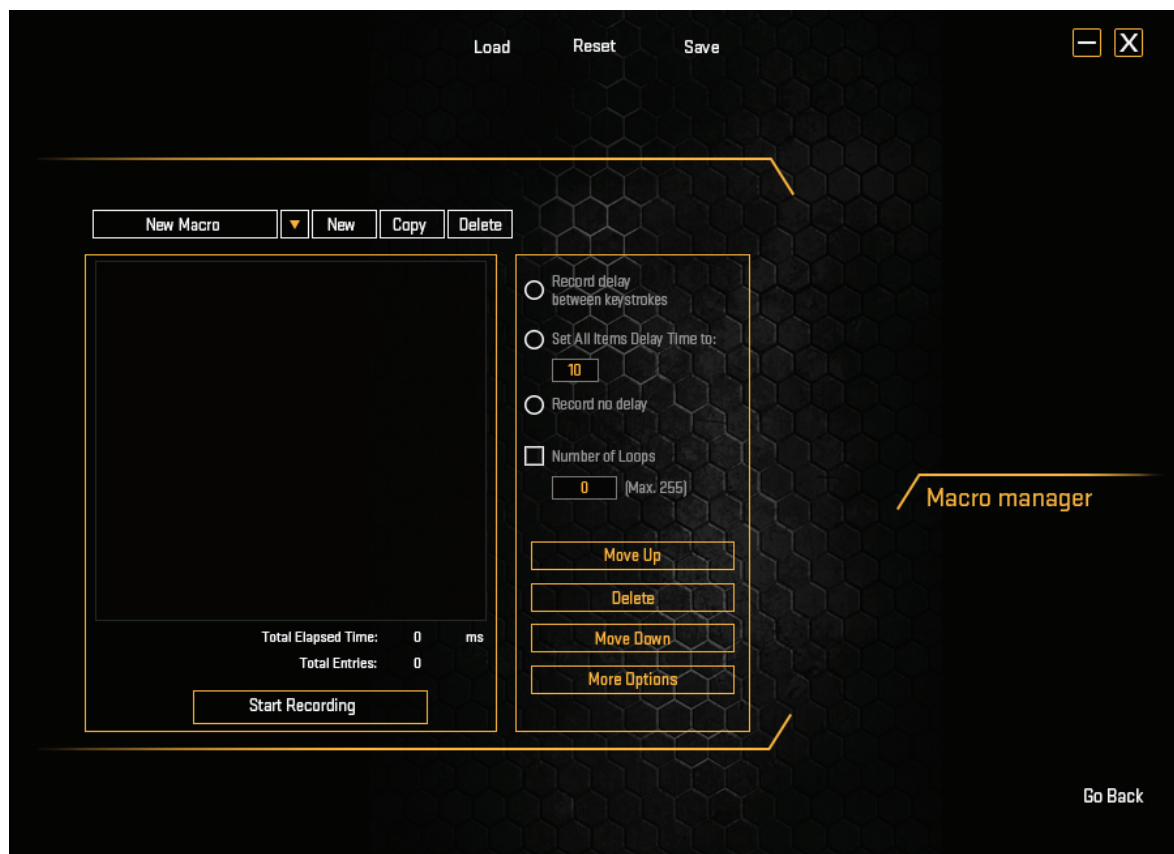 Load Reset Save
X
New Macro New Copy Delete
Record delay
between keystrokes
Set All Items Delay Time to:
10
Record no delay
Number of Loops
0 (Max. 255)
Macro manager
Move Up
Delete
Move Down
More Options
Total Elapsed Time: 0 ms
Total Entries: 0
Start Recording
Go Back